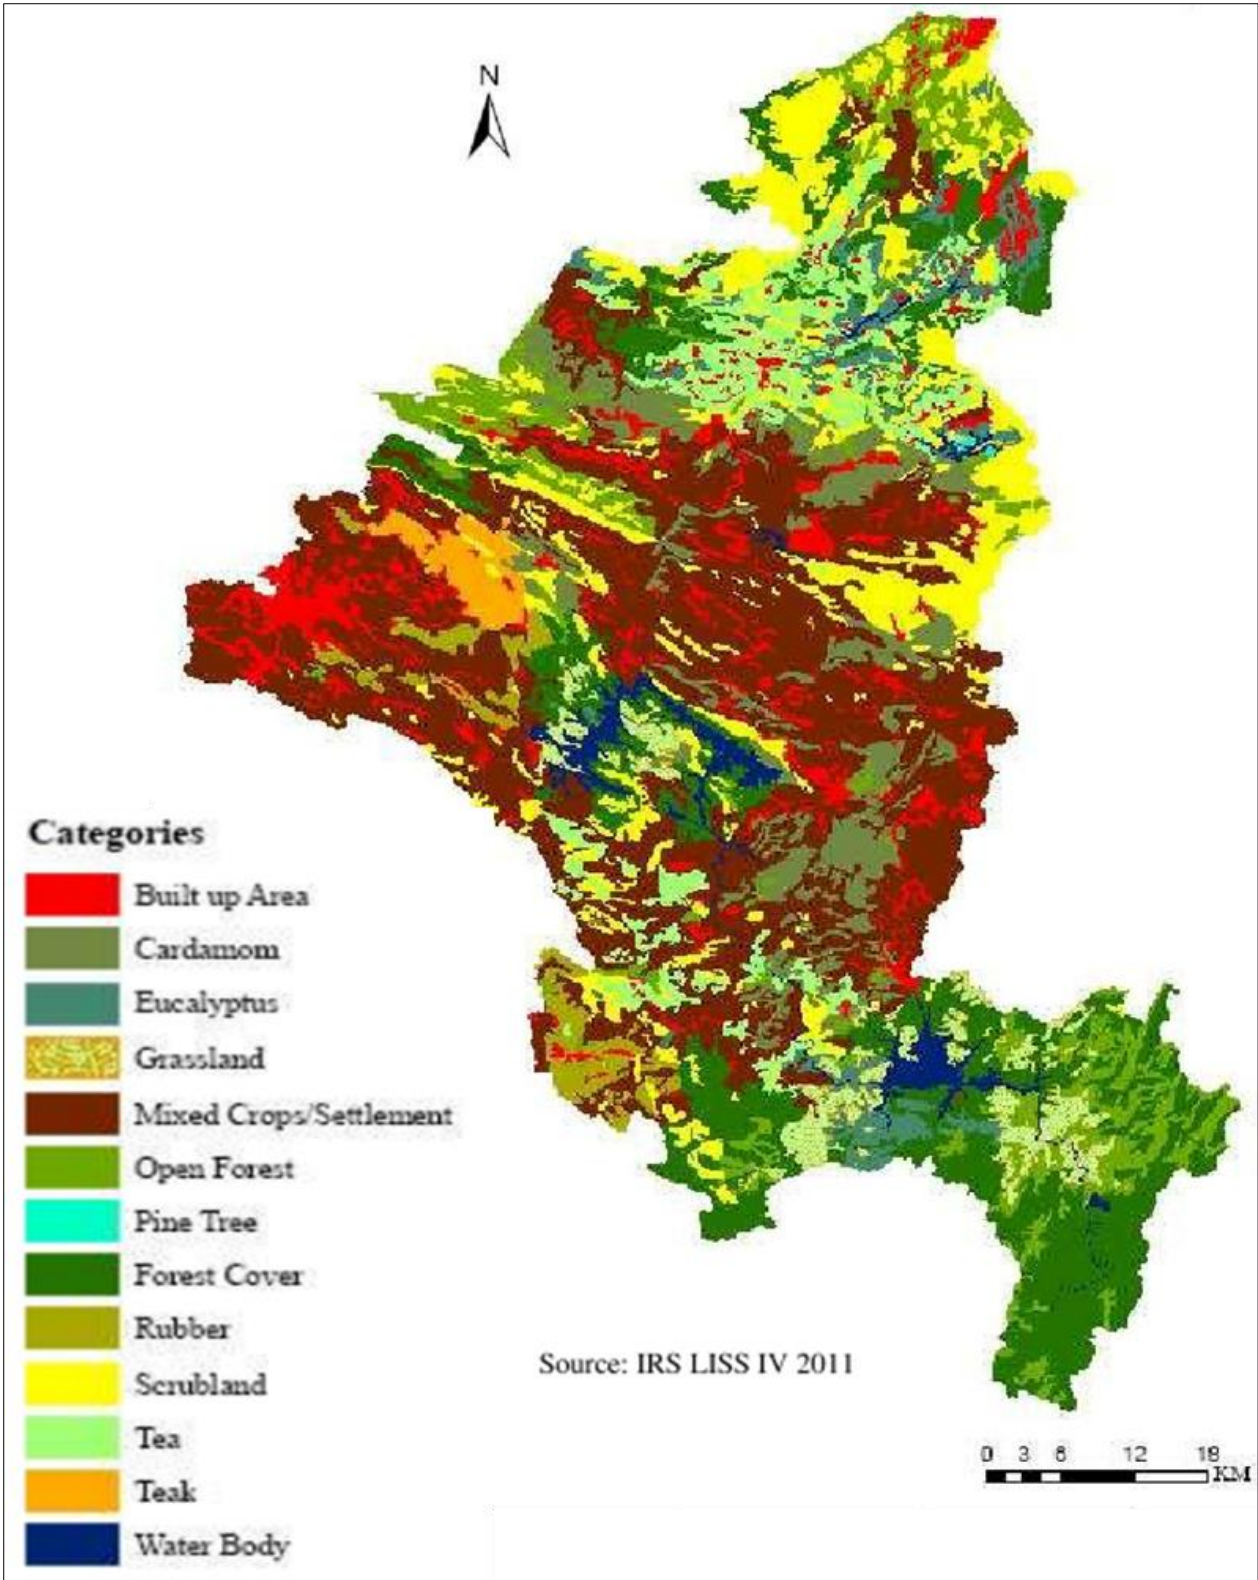 N
Categories
Built up Area
Cardamom
Eucalyptus
Grassland
Mixed Crops/Settlement
Open Forest
Pine Tree
Forest Cover
Rubber
Scrubland
Tea
Teak
Water Body
Source: IRS LISS IV 2011
0 3 6 12 18
KM